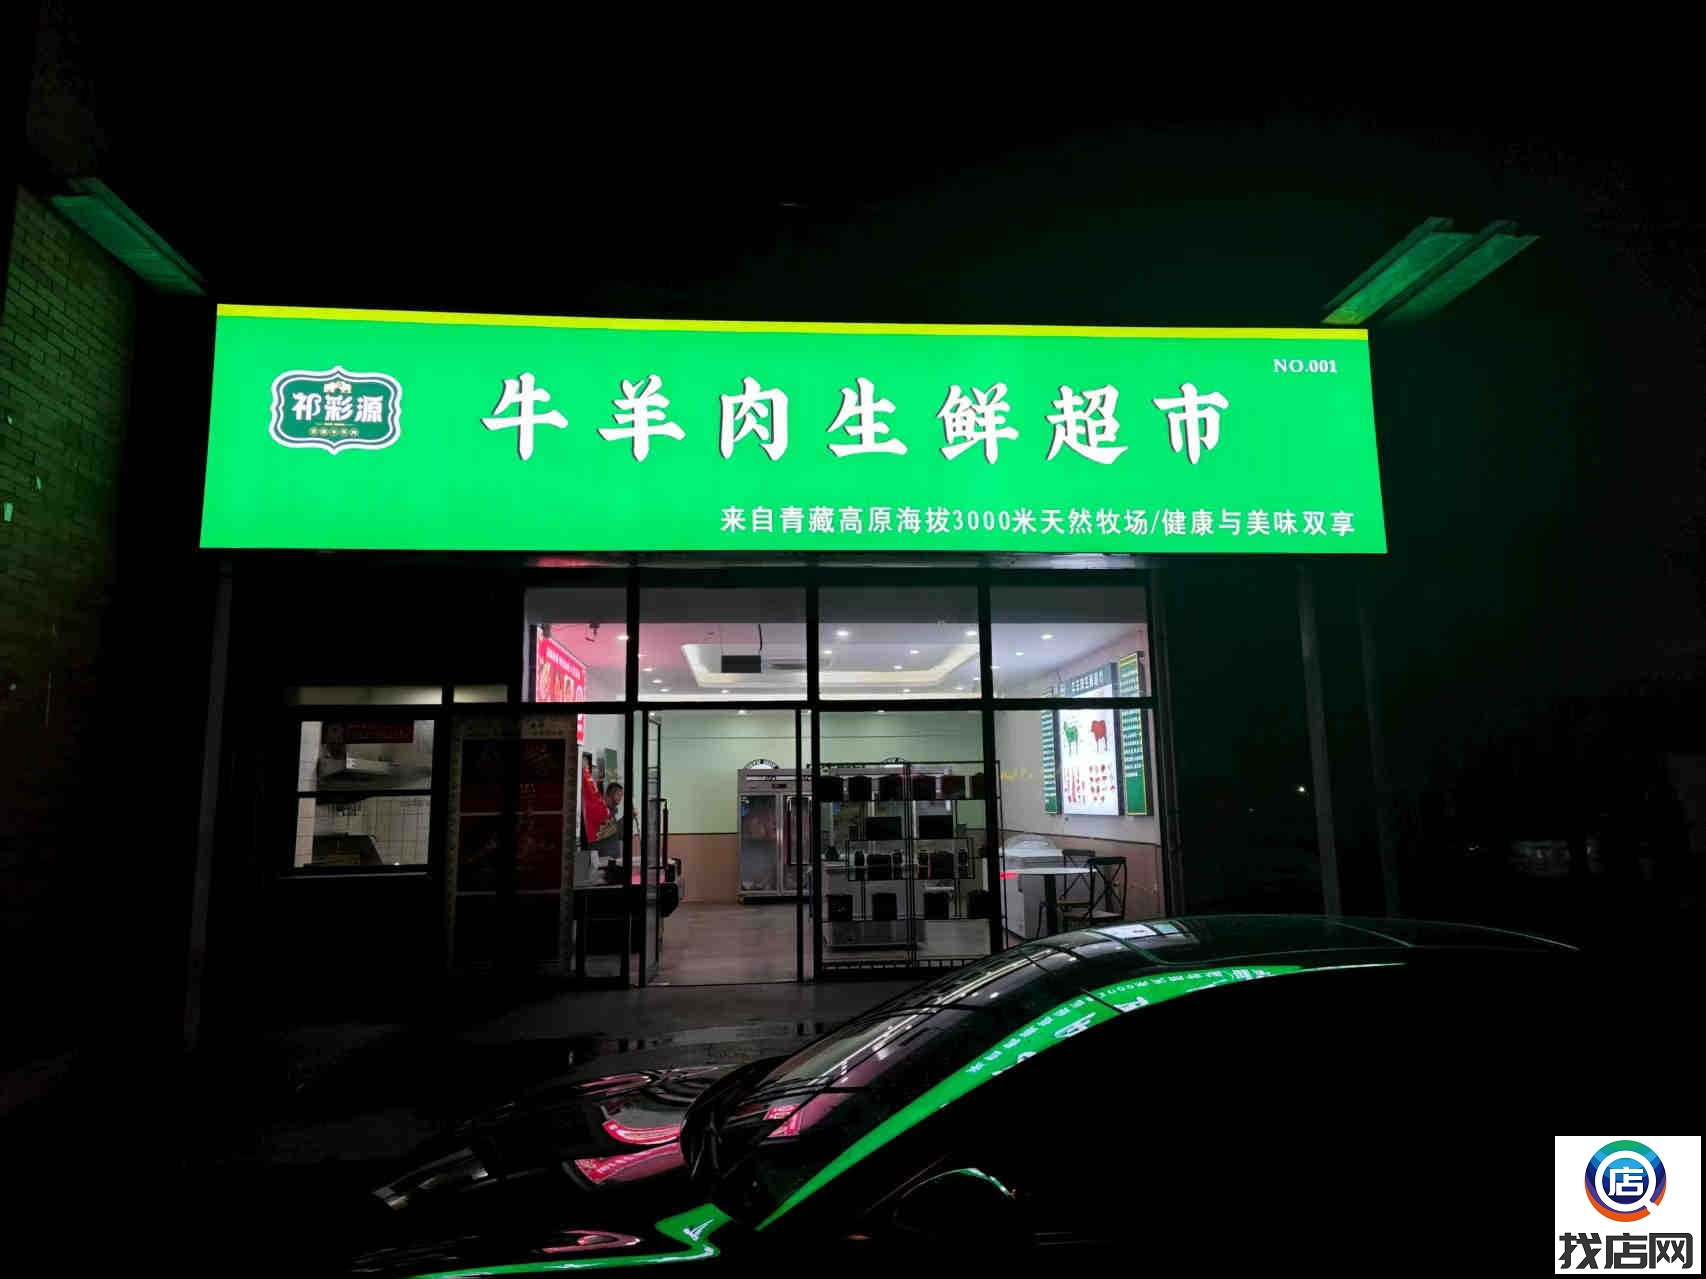 NO.001
祁彩源
牛羊肉生鲜超市
来自青藏高原海拔3000米天然牧场/健康与美味双享
店
找店网